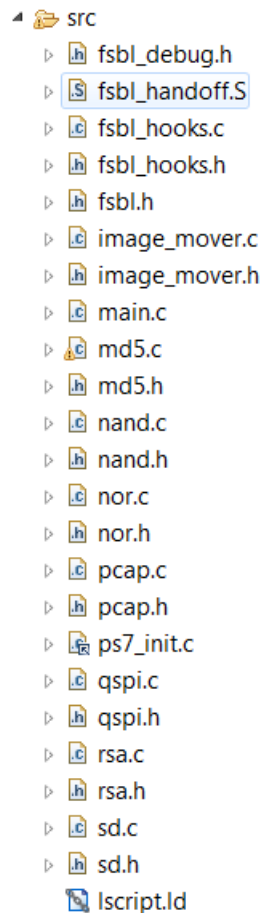 src
fsbl_debug.h
fsbl_handoff.S
fsbl_hooks.c
fsbl_hooks.h
fsbl.h
image_mover.c
image_mover.h
main.c
md5.c
md5.h
nand.c
nand.h
nor.c
nor.h
pcap.c
pcap.h
ps7_init.c
qspi.c
qspi.h
rsa.c
rsa.h
sd.c
sd.h
lscript.ld